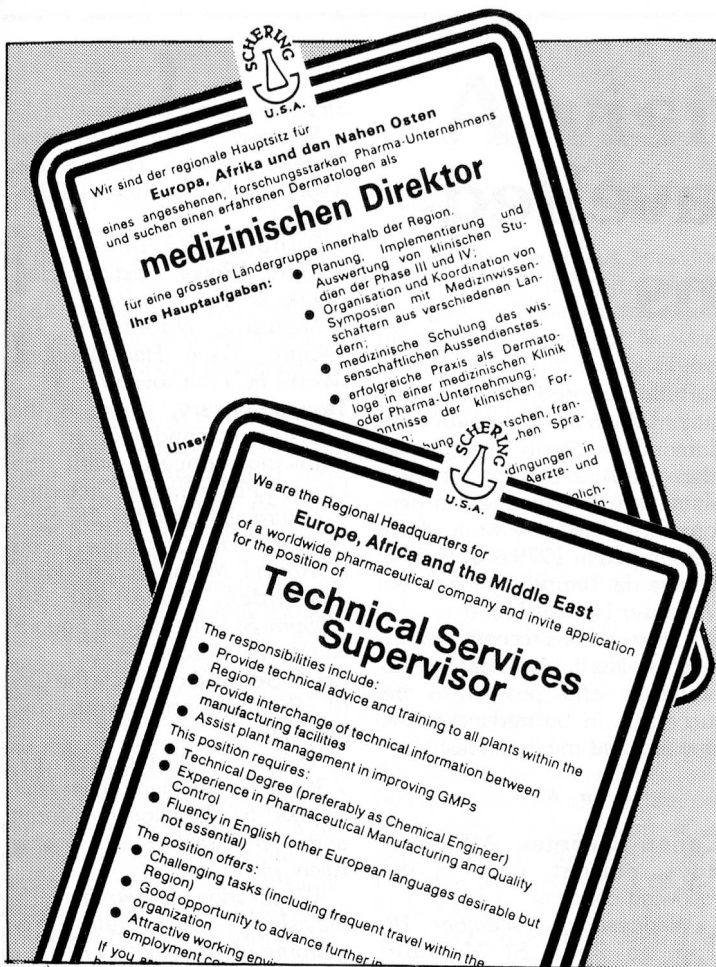 SCHERING
U.S.A.
Wir sind der regionale Hauptsitz für
Europa, Afrika und den Nahen Osten
eines angesehenen, forschungsstarken Pharma-Unternehmens
und suchen einen erfahrenen Dermatologen als
medizinischen Direktor
für eine grössere Ländergruppe innerhalb der Region.
Ihre Hauptaufgaben:
● Planung, Implementierung und
Auswertung von klinischen Stu-
dien der Phase III und IV;
● Organisation und Koordination von
Symposien mit Medizinwissen-
schaftern aus verschiedenen Län-
dern;
● medizinische Schulung des wis-
senschaftlichen Aussendienstes.
● erfolgreiche Praxis als Dermato-
loge in einer medizinischen Klinik
oder Pharma-Unternehmung;
der klinischen For-
fran-
Spra-
in
Aerzte- und
SCHERING
U.S.A.
We are the Regional Headquarters for
Europe, Africa and the Middle East
of a worldwide pharmaceutical company and invite application
for the position of
Technical Services
Supervisor
The responsibilities include:
● Provide technical advice and training to all plants within the
Region
● Provide interchange of technical information between
manufacturing facilities
● Assist plant management in improving GMPs
This position requires:
● Technical Degree (preferably as Chemical Engineer)
● Experience in Pharmaceutical Manufacturing and Quality
Control
● Fluency in English (other European languages desirable but
not essential)
The position offers:
● Challenging tasks (including frequent travel within the
Region)
● Good opportunity to advance further in
organization
● Attractive working
employment
If you